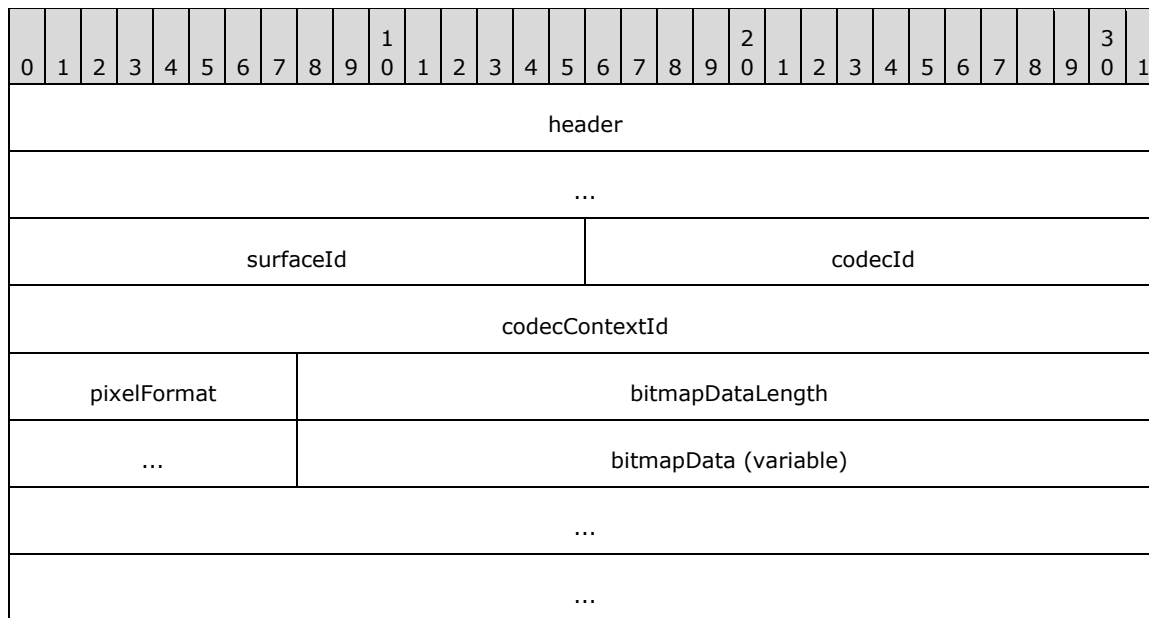 1 2 3
0 1 2 3 4 5 6 7 8 9 0 1 2 3 4 5 6 7 8 9 0 1 2 3 4 5 6 7 8 9 0 1
header
...
surfaceId codecId
codecContextId
pixelFormat bitmapDataLength
... bitmapData (variable)
...
...